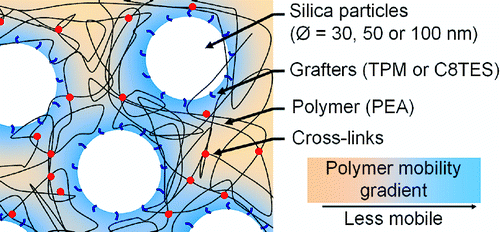 Silica particles
(Ø = 30, 50 or 100 nm)
Grafters (TPM or C8TES)
Polymer (PEA)
Cross-links
Polymer mobility
gradient
Less mobile